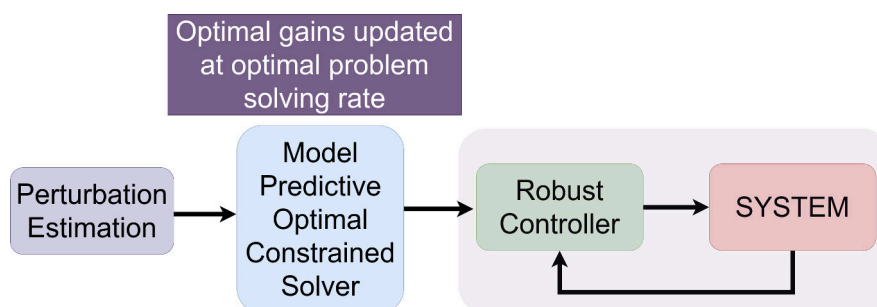 Optimal gains updated
at optimal problem
solving rate
Perturbation
Estimation
Model
Predictive
Optimal
Constrained
Solver
Robust
Controller
SYSTEM